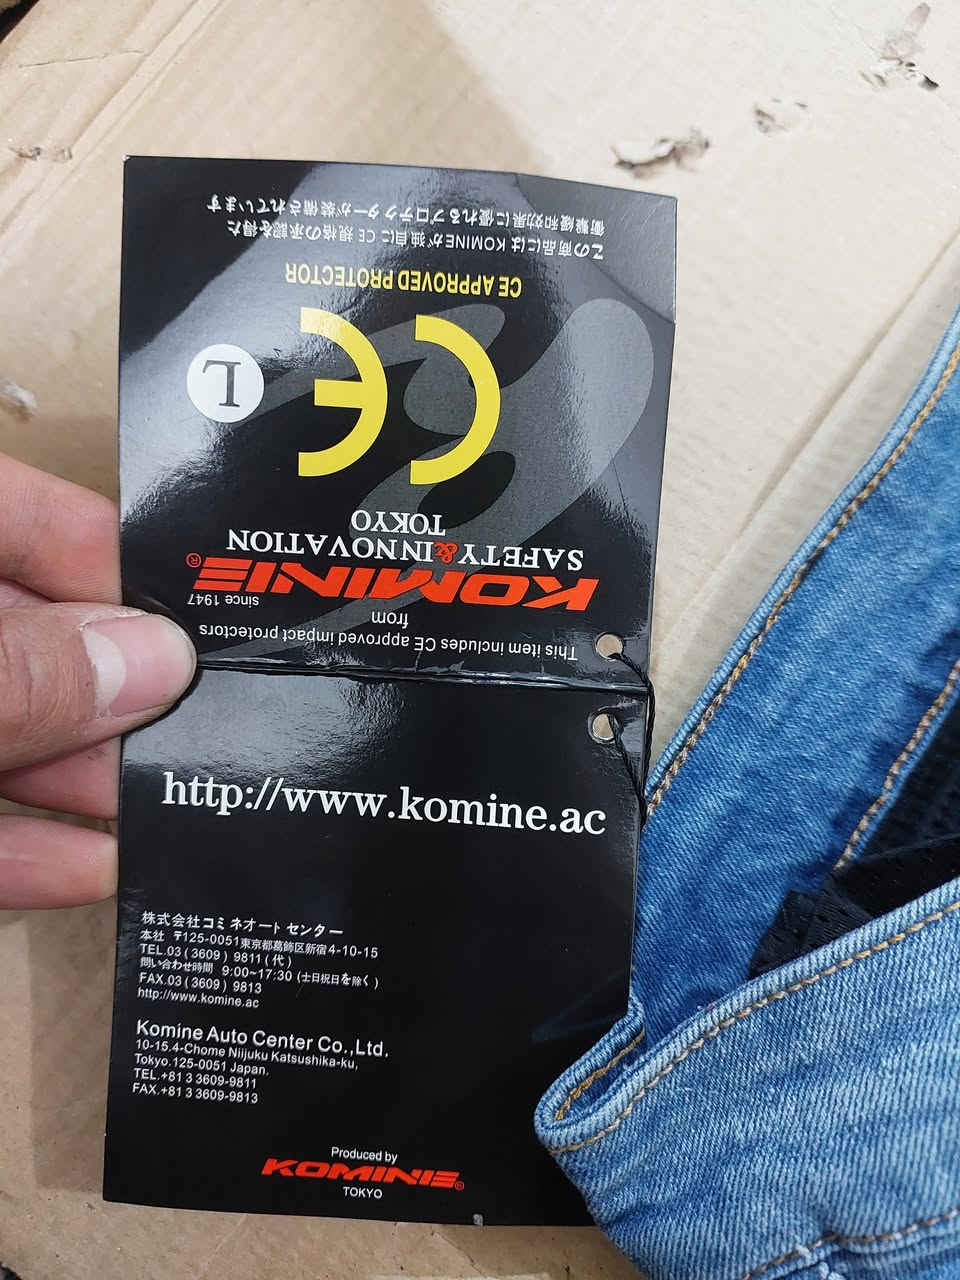 This item includes CE approved impact protectors
from
since 1947
KOMINE®
SAFETY&INNOVATION
TOKYO
CE
L
CE APPROVED PROTECTOR
この商品には KOMINEが独自に CE 規格の承認を得た
衝撃緩和効果に優れるプロテクターが装備されています
http://www.komine.ac
株式会社コミネオートセンター
本社 〒125-0051東京都葛飾区新宿4-10-15
TEL.03(3609) 9811(代)
問い合わせ時間 9:00~17:30 (土日祝日を除く)
FAX.03(3609) 9813
http://www.komine.ac
Komine Auto Center Co.,Ltd.
10-15.4-Chome Niijuku Katsushika-ku,
Tokyo.125-0051 Japan.
TEL.+81 3 3609-9811
FAX.+81 3 3609-9813
Produced by
KOMINE®
TOKYO